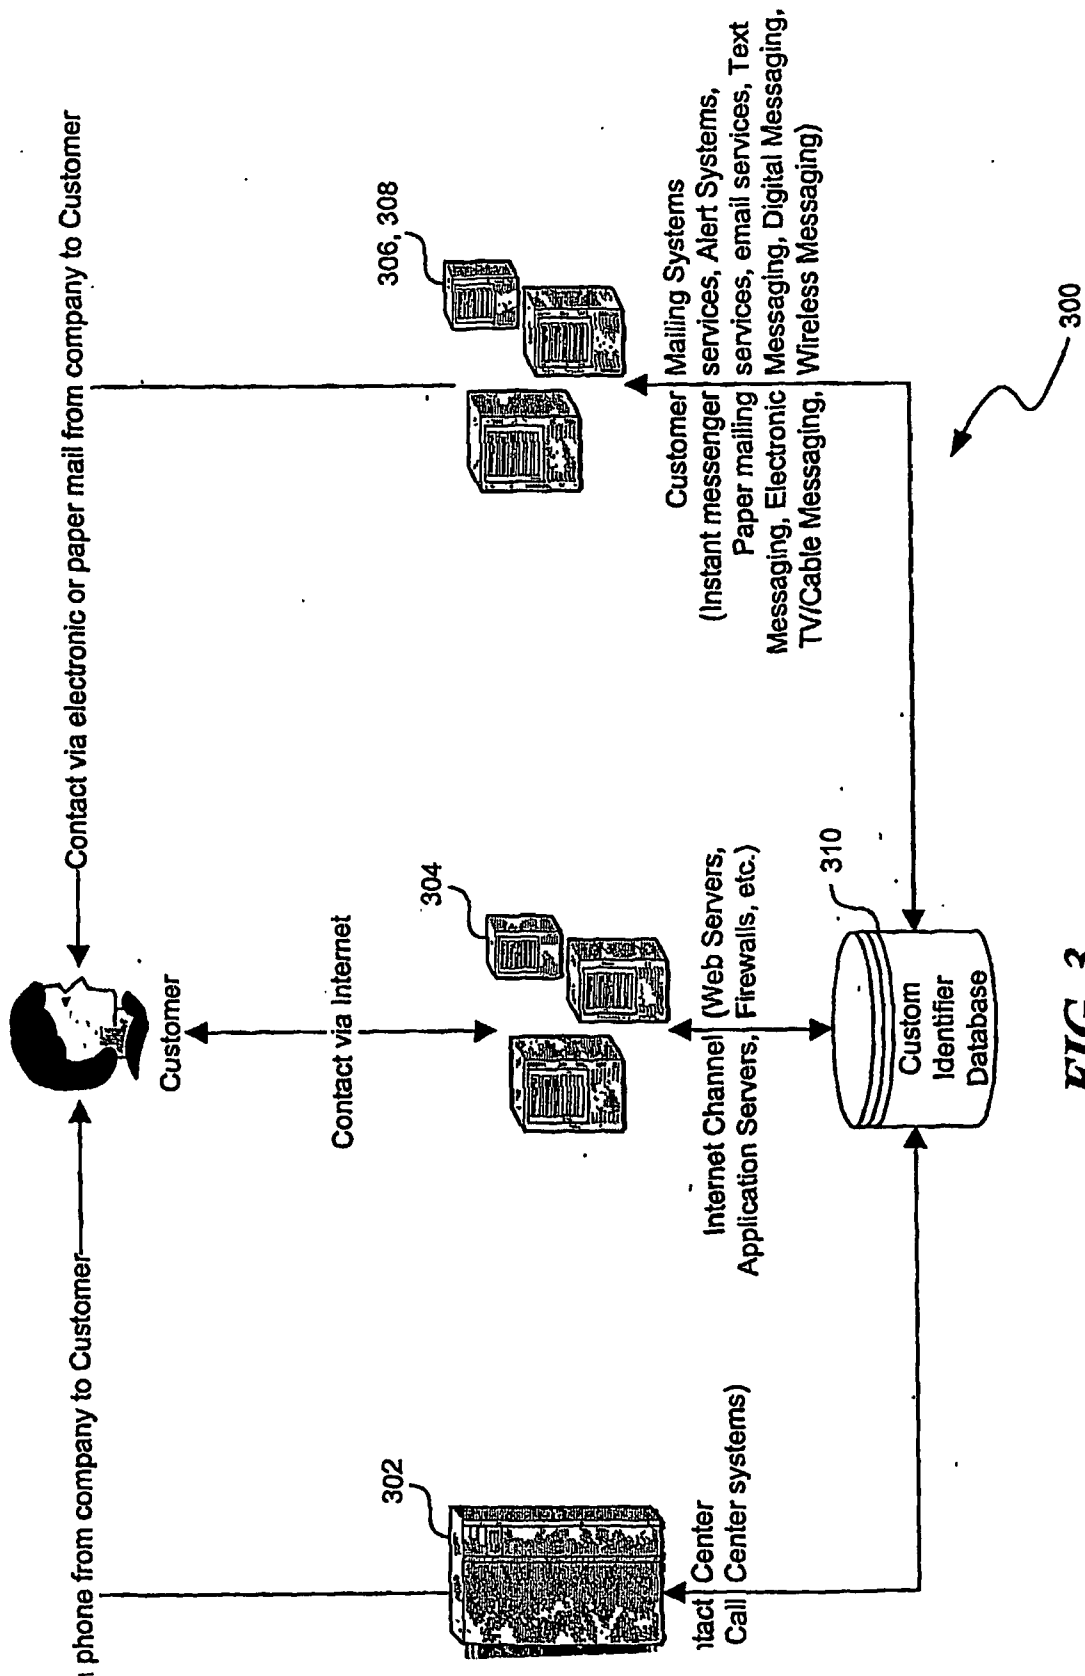 phone from company to Customer
Contact via electronic or paper mail from company to Customer
Customer
Contact via Internet
302
304
306, 308
Center
Call Center systems)
Internet Channel (Web Servers,
Application Servers, Firewalls, etc.)
Customer Mailing Systems
(Instant messenger services, Alert Systems,
Paper mailing services, email services, Text
Messaging, Electronic Messaging, Digital Messaging,
TV/Cable Messaging, Wireless Messaging)
310
Custom
Identifier
Database
300
FIG. 3